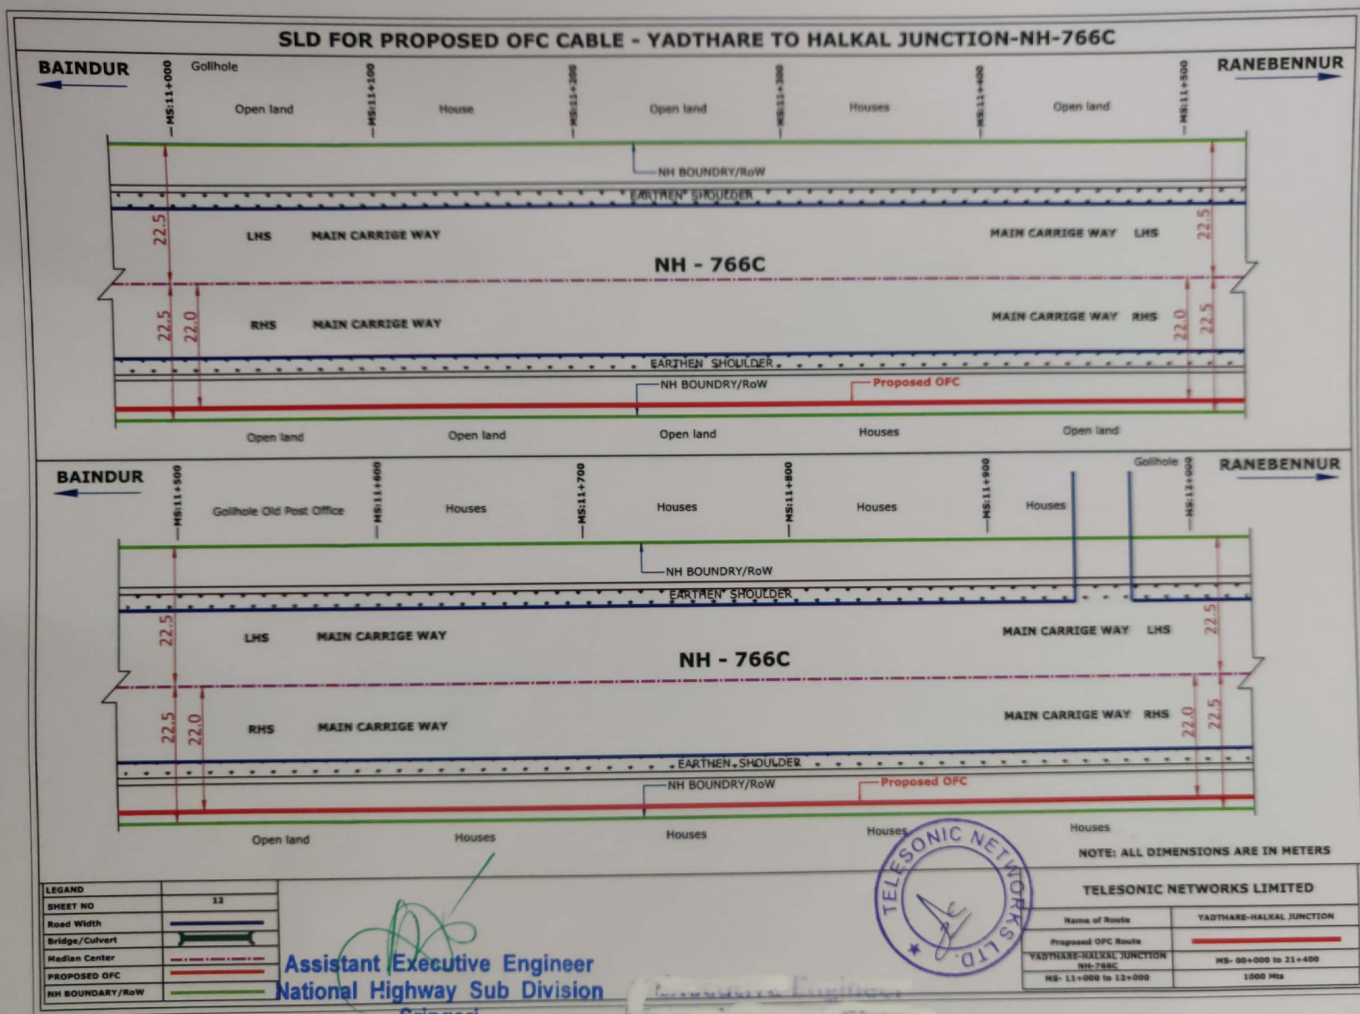 SLD FOR PROPOSED OFC CABLE - YADTHARE TO HALKAL JUNCTION-NH-766C
BAINDUR
RANEBENNUR
MS:11+000
Gollhole
MS:11+100
MS:11+200
MS:11+300
MS:11+400
MS:11+500
Open land
House
Open land
Houses
Open land
NH BOUNDRY/RoW
EARTHEN SHOULDER
22.5
LHS MAIN CARRIGE WAY
MAIN CARRIGE WAY LHS
22.5
NH - 766C
22.5
22.0
RHS MAIN CARRIGE WAY
MAIN CARRIGE WAY RHS
22.0
22.5
EARTHEN SHOULDER
NH BOUNDRY/RoW
Proposed OFC
Open land
Open land
Open land
Houses
Open land
BAINDUR
RANEBENNUR
MS:11+500
MS:11+600
MS:11+700
MS:11+800
MS:11+900
Gollhole
MS:12+000
Gollhole Old Post Office
Houses
Houses
Houses
Houses
NH BOUNDRY/RoW
EARTHEN SHOULDER
22.5
LHS MAIN CARRIGE WAY
MAIN CARRIGE WAY LHS
22.5
NH - 766C
22.5
22.0
RHS MAIN CARRIGE WAY
MAIN CARRIGE WAY RHS
22.0
22.5
EARTHEN SHOULDER
NH BOUNDRY/RoW
Proposed OFC
Open land
Houses
Houses
Houses
Houses
NOTE: ALL DIMENSIONS ARE IN METERS
LEGAND
SHEET NO 12
Road Width
Bridge/Culvert
Median Center
PROPOSED OFC
NH BOUNDARY/RoW
Assistant Executive Engineer
National Highway Sub Division
TELESONIC NETWORKS LTD.
Executive Engineer
TELESONIC NETWORKS LIMITED
Name of Route YADTHARE-HALKAL JUNCTION
Proposed OFC Route
YADTHARE-HALKAL JUNCTION
NH-766C
MS- 00+000 to 21+400
MS- 11+000 to 12+000
1000 Mts